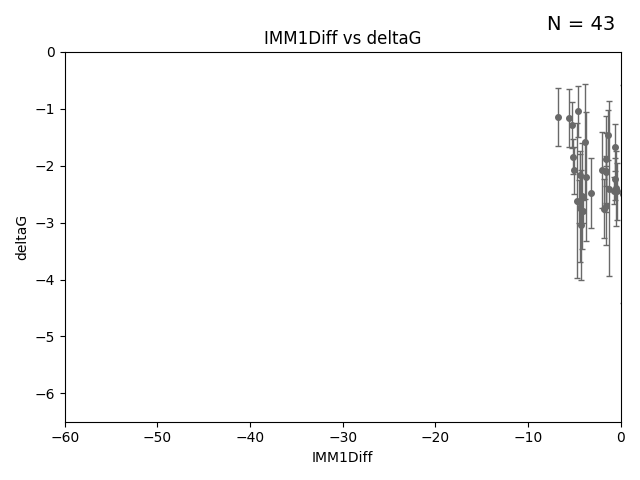 N = 43
IMM1Diff vs deltaG
0
−1
−2
−3
−4
−5
−6
deltaG
−60 −50 −40 −30 −20 −10 0
IMM1Diff